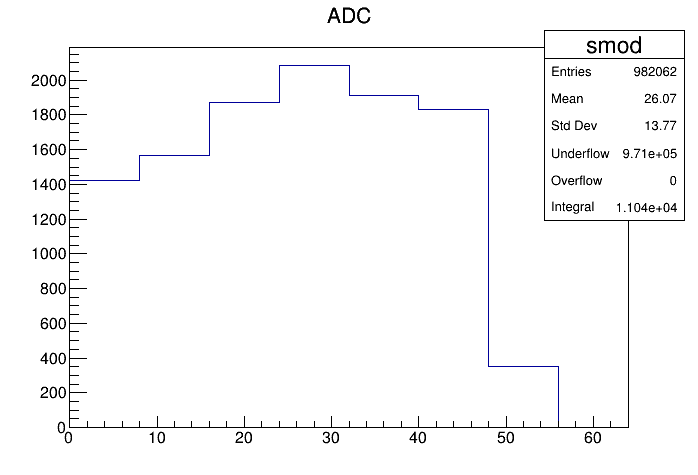 ADC
smod
Entries 982062
Mean 26.07
Std Dev 13.77
Underflow 9.71e+05
Overflow 0
Integral 1.104e+04
2000
1800
1600
1400
1200
1000
800
600
400
200
0
0 10 20 30 40 50 60